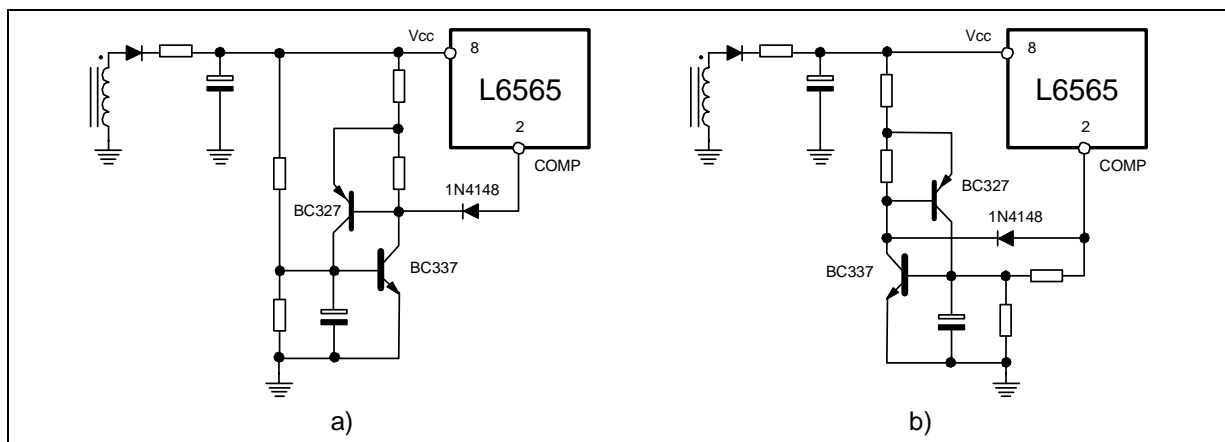 Vcc
8
L6565
2
COMP
1N4148
BC327
BC337
a)
Vcc
8
L6565
2
COMP
BC327
1N4148
BC337
b)